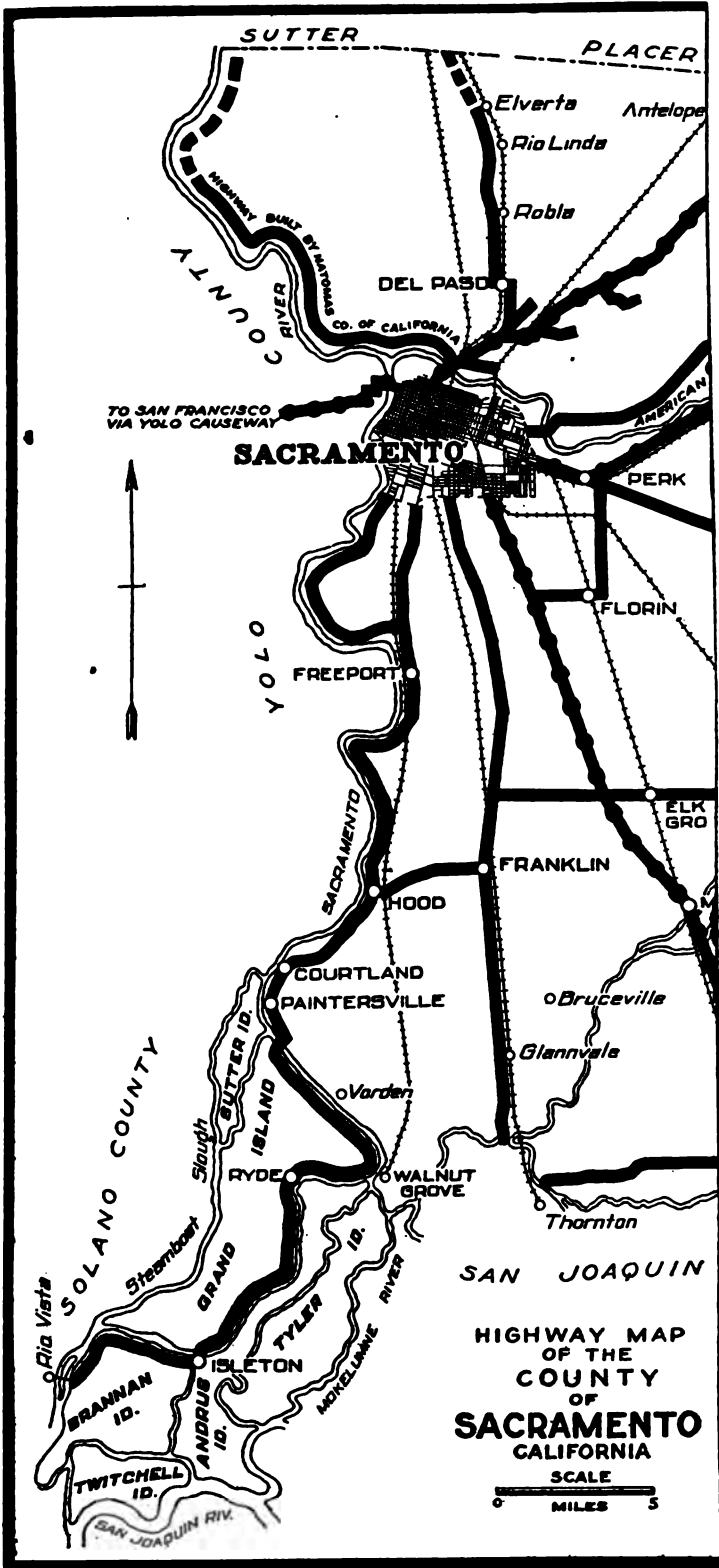 SUTTER
PLACER
Elverta
Antelope
Rio Linda
Robla
HIGHWAY BUILT BY NATOMAS
CO. OF CALIFORNIA
DEL PASO
COUNTY
RIVER
TO SAN FRANCISCO
VIA YOLO CAUSEWAY
AMERICAN
SACRAMENTO
PERK
FLORIN
YOLO
FREEPORT
ELK
GRO
SACRAMENTO
FRANKLIN
HOOD
M
COURTLAND
PAINTERSVILLE
Bruceville
SUTTER ID.
Glannvale
ISLAND
Vorden
SOLANO COUNTY
Slough
RYDE
WALNUT
GROVE
Thornton
Steamboat
GRAND
TYLER
ID.
MOKELUMNE RIVER
SAN JOAQUIN
Rio Vista
ISLETON
BRANNAN
ID.
ANDRUS
ID.
TWITCHELL
ID.
SAN JOAQUIN RIV.
HIGHWAY MAP
OF THE
COUNTY
OF
SACRAMENTO
CALIFORNIA
SCALE
0 5
MILES